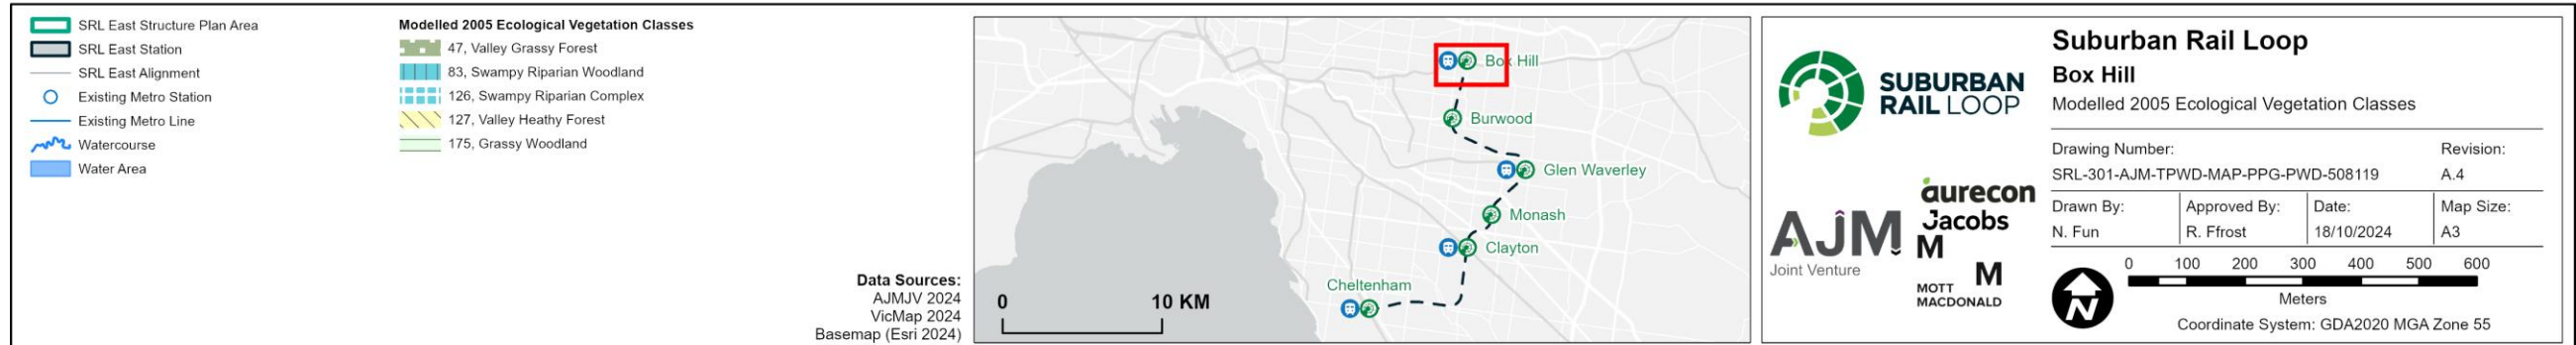 SRL East Structure Plan Area
SRL East Station
SRL East Alignment
Existing Metro Station
Existing Metro Line
Watercourse
Water Area
Modelled 2005 Ecological Vegetation Classes
47, Valley Grassy Forest
83, Swampy Riparian Woodland
126, Swampy Riparian Complex
127, Valley Heathy Forest
175, Grassy Woodland
Data Sources:
AJMJV 2024
VicMap 2024
Basemap (Esri 2024)
Box Hill
Burwood
Glen Waverley
Monash
Clayton
Cheltenham
0 10 KM
SUBURBAN
RAIL LOOP
AJM
Joint Venture
aurecon
Jacobs
M
M
MOTT
MACDONALD
Suburban Rail Loop
Box Hill
Modelled 2005 Ecological Vegetation Classes
Drawing Number: Revision:
SRL-301-AJM-TPWD-MAP-PPG-PWD-508119 A.4
Drawn By: Approved By: Date: Map Size:
N. Fun R. Ffrost 18/10/2024 A3
N
0 100 200 300 400 500 600
Meters
Coordinate System: GDA2020 MGA Zone 55